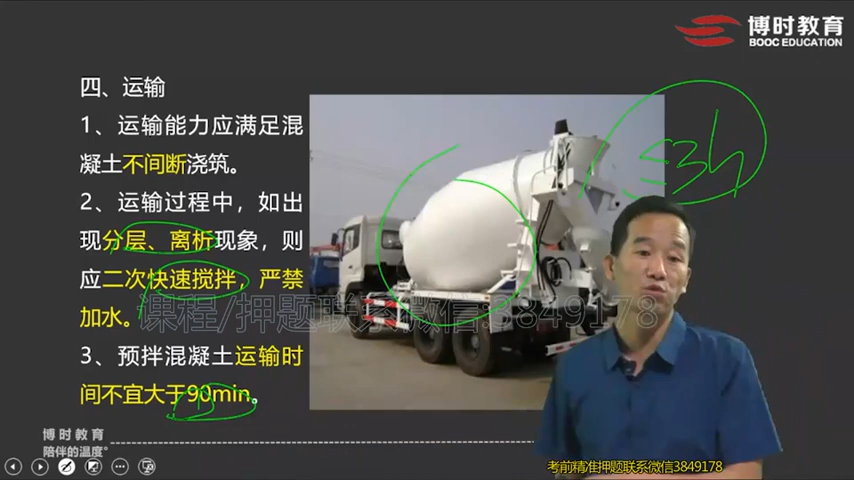 博时教育
BOOC EDUCATION
四、运输
1、运输能力应满足混
凝土不间断浇筑。
2、运输过程中，如出
现分层、离析现象，则
应二次快速搅拌，严禁
加水。
3、预拌混凝土运输时
间不宜大于90min。
≤3h
课程/押题联系微信:3849178
博时教育
陪伴的温度°
考前精准押题联系微信3849178